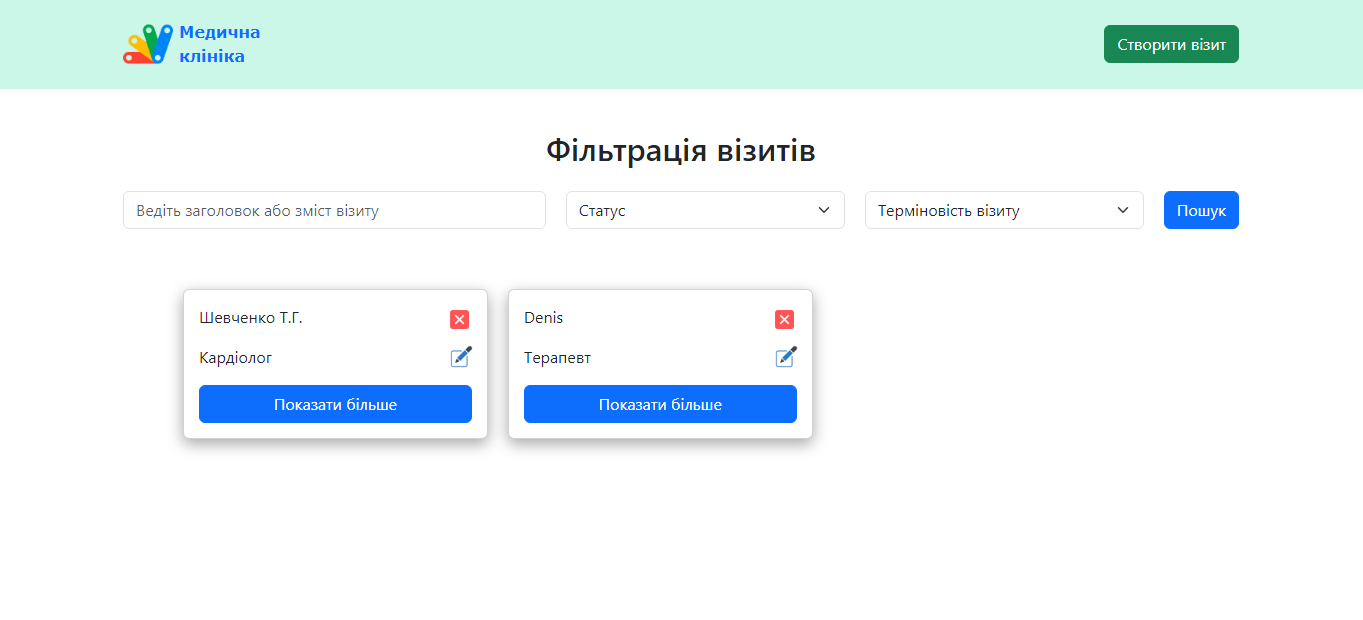 Медична
клініка
Створити візит
Фільтрація візитів
Ведіть заголовок або зміст візиту
Статус
Терміновість візиту
Пошук
Шевченко Т.Г.
Кардіолог
Показати більше
Denis
Терапевт
Показати більше